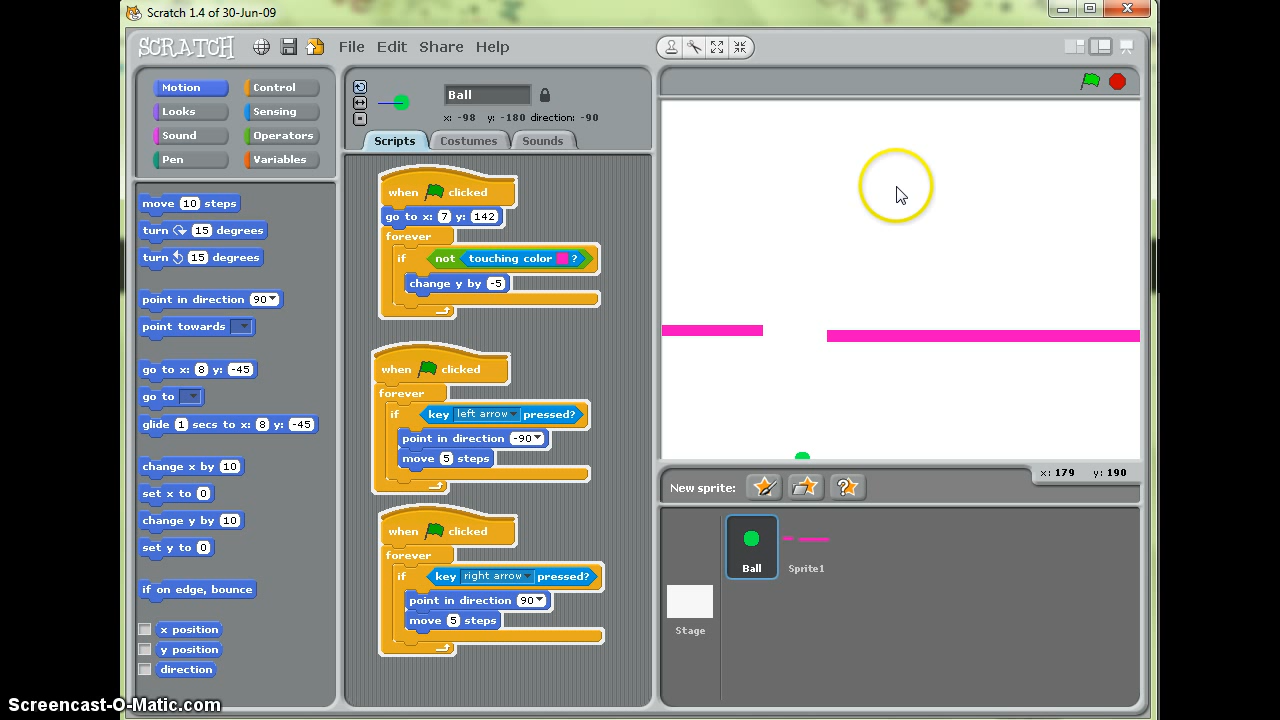 Scratch 1.4 of 30-Jun-09
SCRATCH File Edit Share Help
Motion Control
Looks Sensing
Sound Operators
Pen Variables
move 10 steps
turn 15 degrees
turn 15 degrees
point in direction 90
point towards
go to x: 8 y: -45
go to
glide 1 secs to x: 8 y: -45
change x by 10
set x to 0
change y by 10
set y to 0
if on edge, bounce
x position
y position
direction
Ball
x: -98 y: -180 direction: -90
Scripts Costumes Sounds
when clicked
go to x: 7 y: 142
forever
if not touching color ?
change y by -5
when clicked
forever
if key left arrow pressed?
point in direction -90
move 5 steps
when clicked
forever
if key right arrow pressed?
point in direction 90
move 5 steps
x: 179 y: 190
New sprite:
Ball Sprite1
Stage
Screencast-O-Matic.com